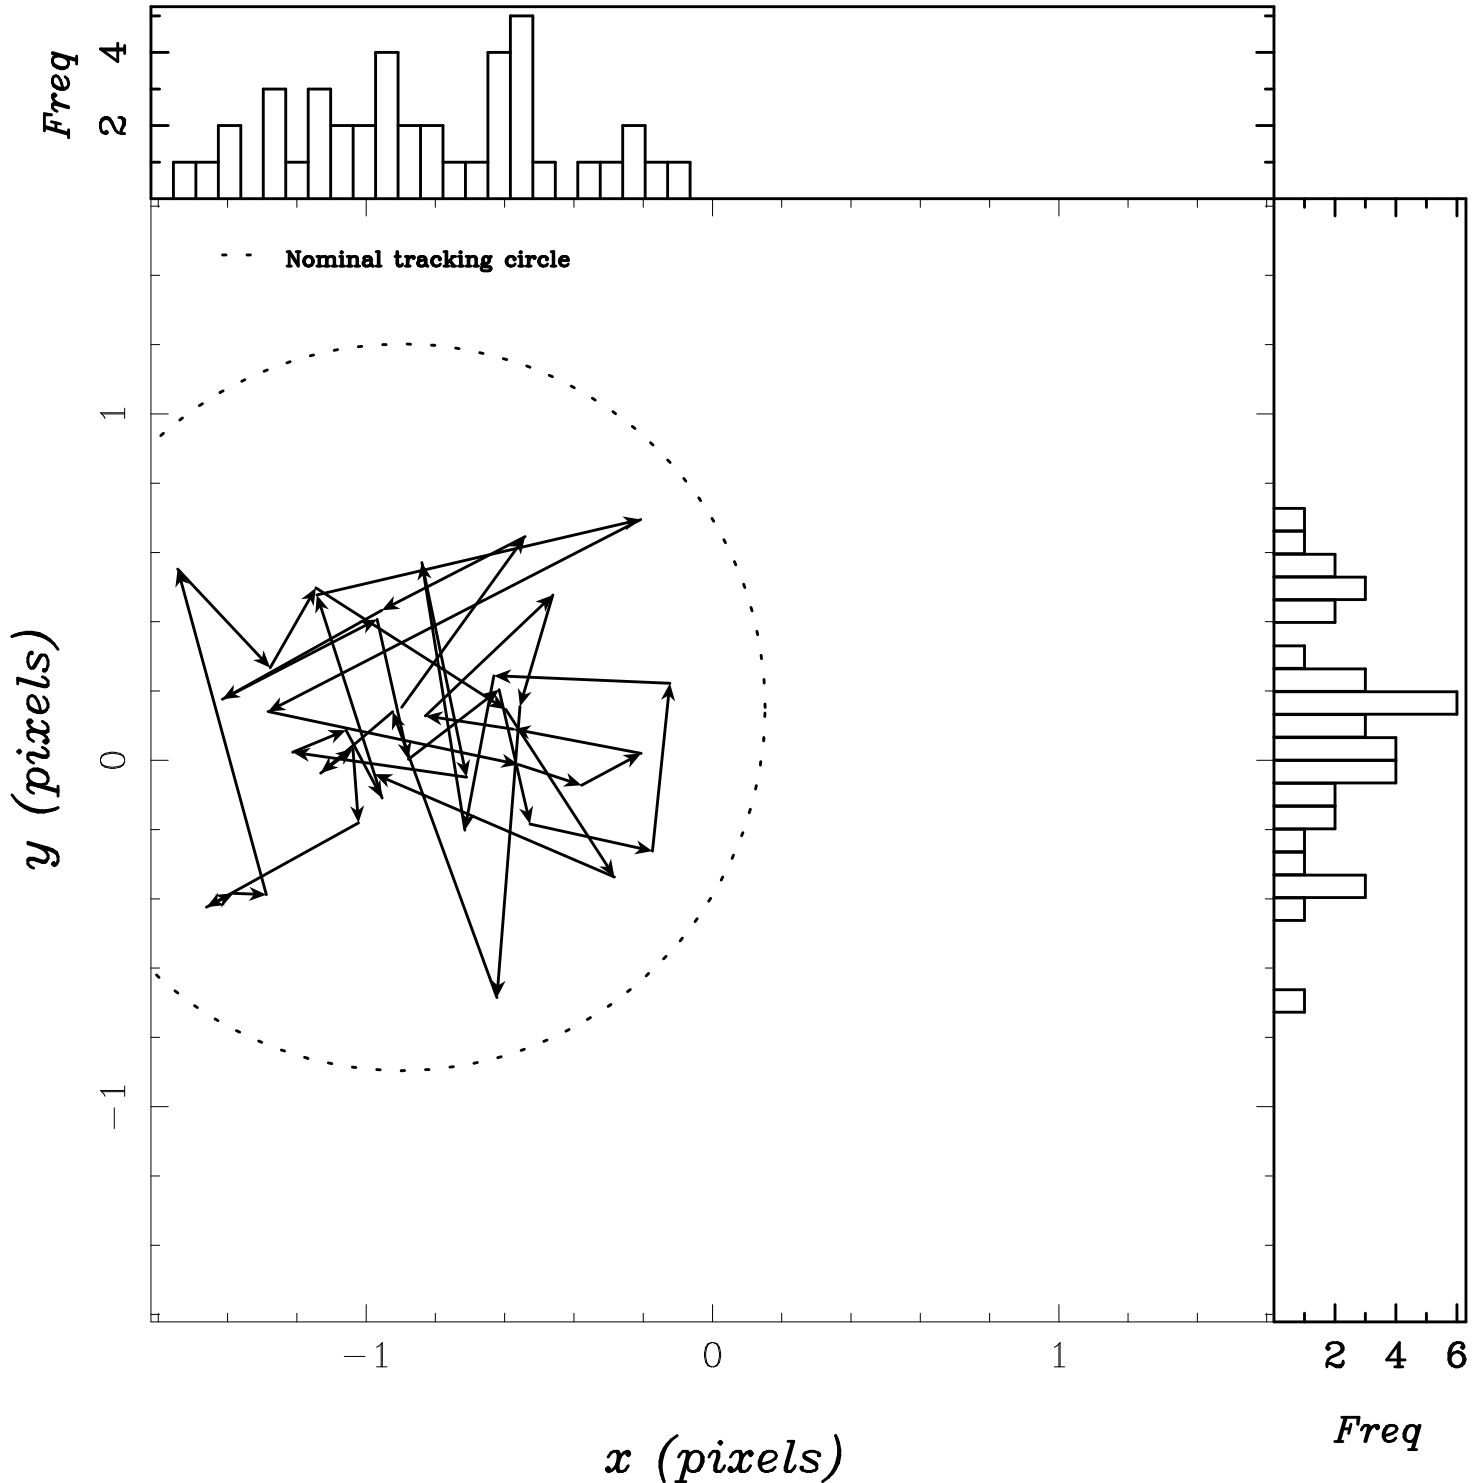 Freq
2 4
Nominal tracking circle
y (pixels)
1
0
−1
−1 0 1
x (pixels)
2 4 6
Freq